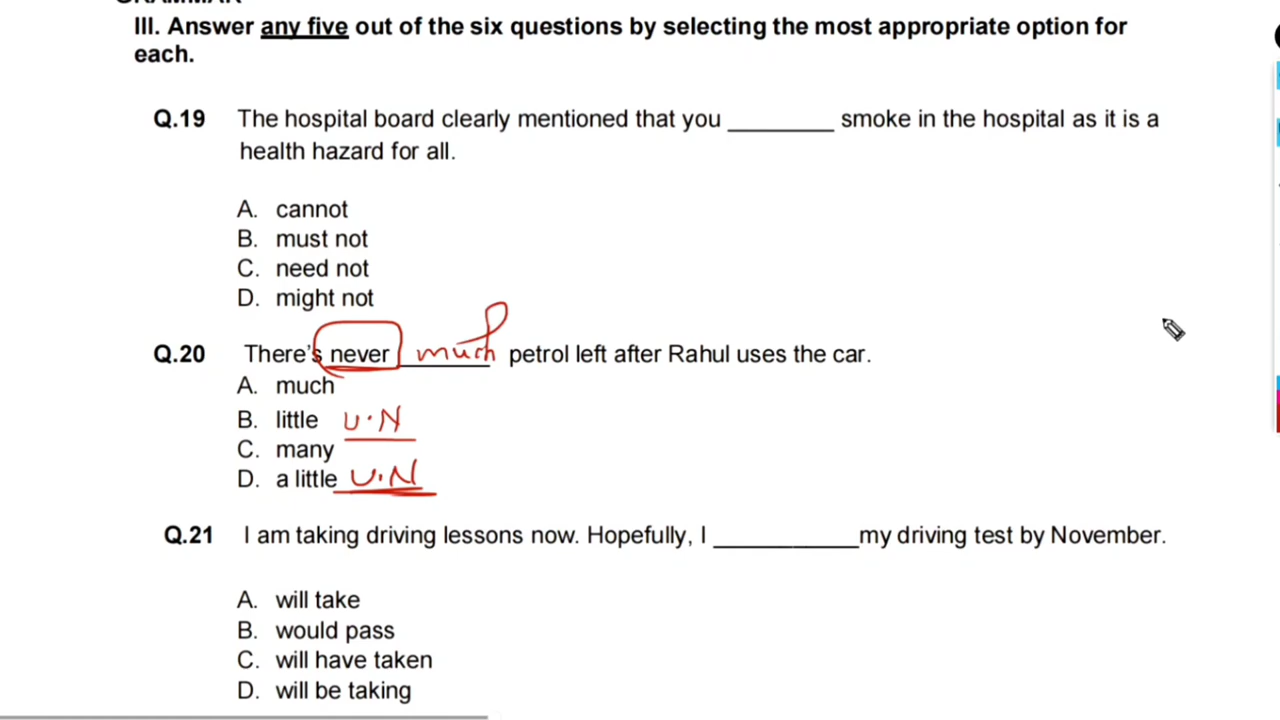 III. Answer any five out of the six questions by selecting the most appropriate option for
each.
Q.19 The hospital board clearly mentioned that you ________ smoke in the hospital as it is a
health hazard for all.
A. cannot
B. must not
C. need not
D. might not
Q.20 There's never much petrol left after Rahul uses the car.
A. much
B. little U.N
C. many
D. a little U.N
Q.21 I am taking driving lessons now. Hopefully, I ___________ my driving test by November.
A. will take
B. would pass
C. will have taken
D. will be taking